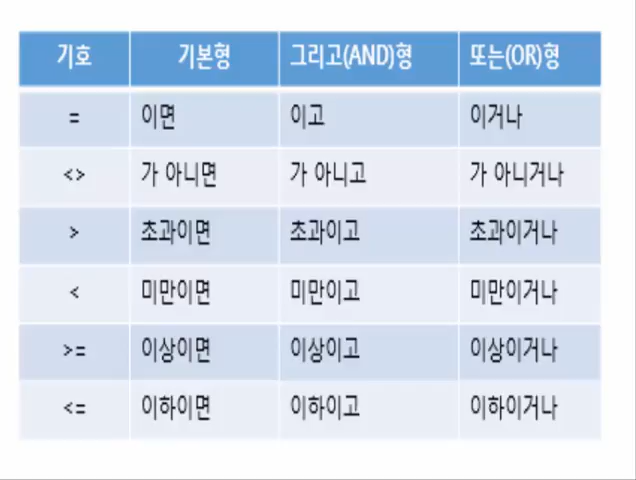 기호 기본형 그리고(AND)형 또는(OR)형
= 이면 이고 이거나
<> 가 아니면 가 아니고 가 아니거나
> 초과이면 초과이고 초과이거나
< 미만이면 미만이고 미만이거나
>= 이상이면 이상이고 이상이거나
<= 이하이면 이하이고 이하이거나